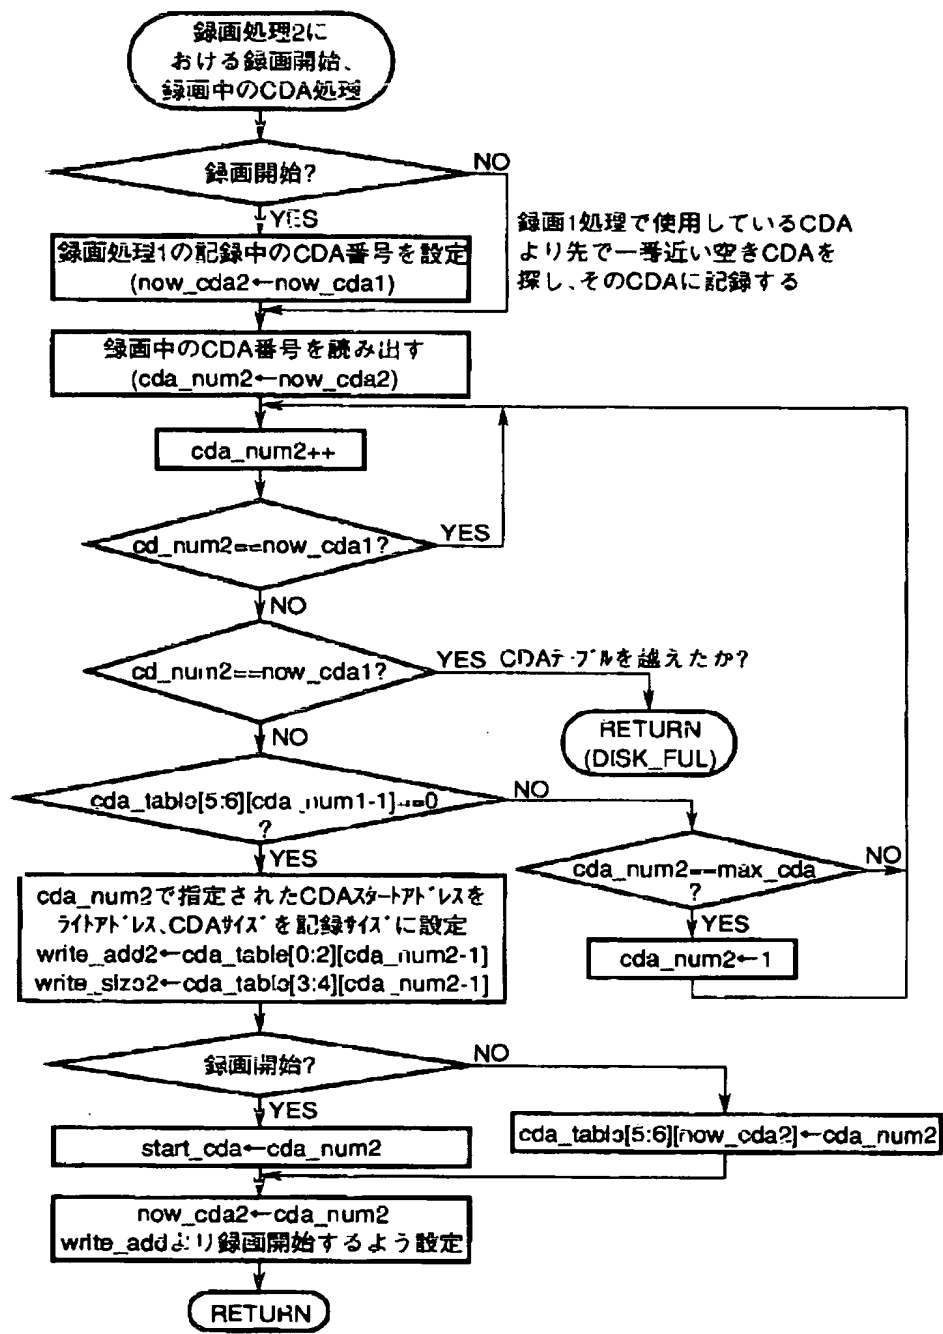 録画処理2に
おける録画開始、
録画中のCDA処理
録画開始?
NO
YES
録画1処理で使用しているCDA
より先で一番近い空きCDAを
探し、そのCDAに記録する
録画処理1の記録中のCDA番号を設定
(now_cda2←now_cda1)
録画中のCDA番号を読み出す
(cda_num2←now_cda2)
cda_num2++
cd_num2==now_cda1?
YES
NO
cd_num2==now_cda1?
YES CDAテーブルを越えたか?
RETURN
(DISK_FUL)
NO
cda_table[5:6][cda_num1-1]==0
?
NO
YES
cda_num2==max_cda
?
NO
YES
cda_num2←1
cda_num2で指定されたCDAスタートアドレスを
ライトアドレス、CDAサイズを記録サイズに設定
write_add2←cda_table[0:2][cda_num2-1]
write_size2←cda_table[3:4][cda_num2-1]
録画開始?
NO
YES
cda_table[5:6][now_cda2]←cda_num2
start_cda←cda_num2
now_cda2←cda_num2
write_addより録画開始するよう設定
RETURN